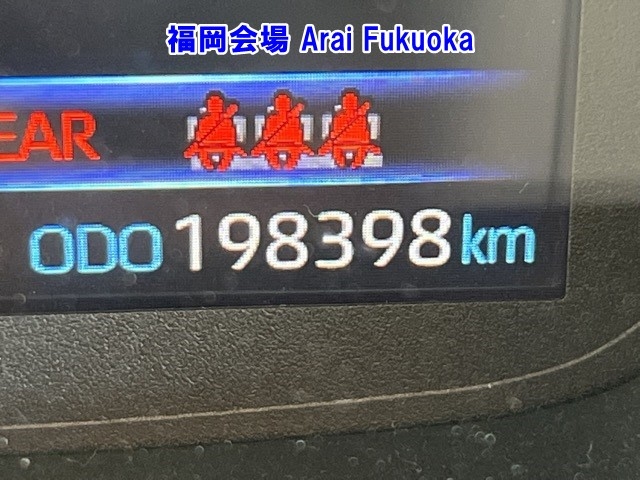 福岡会場 Arai Fukuoka
EAR
ODO 198398 km